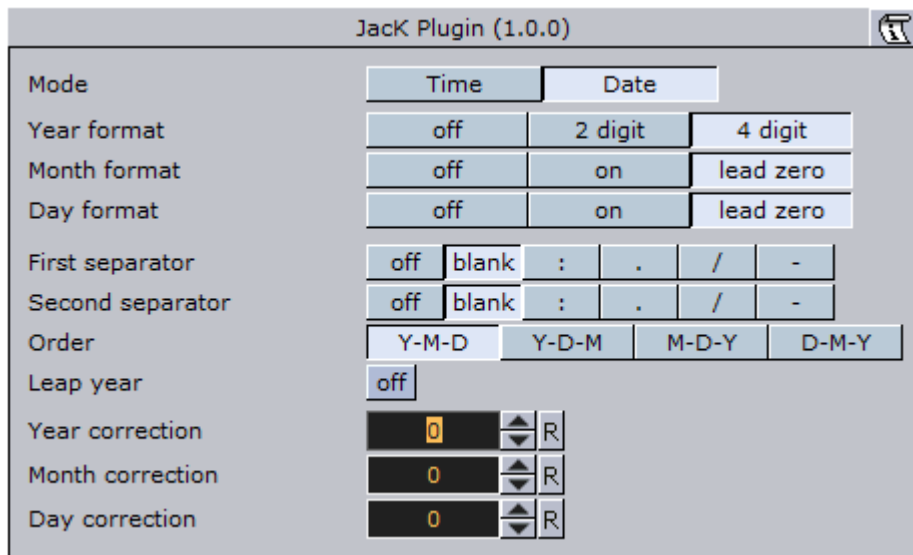 JacK Plugin (1.0.0)
Mode Time Date
Year format off 2 digit 4 digit
Month format off on lead zero
Day format off on lead zero
First separator off blank : . / -
Second separator off blank : . / -
Order Y-M-D Y-D-M M-D-Y D-M-Y
Leap year off
Year correction 0 R
Month correction 0 R
Day correction 0 R